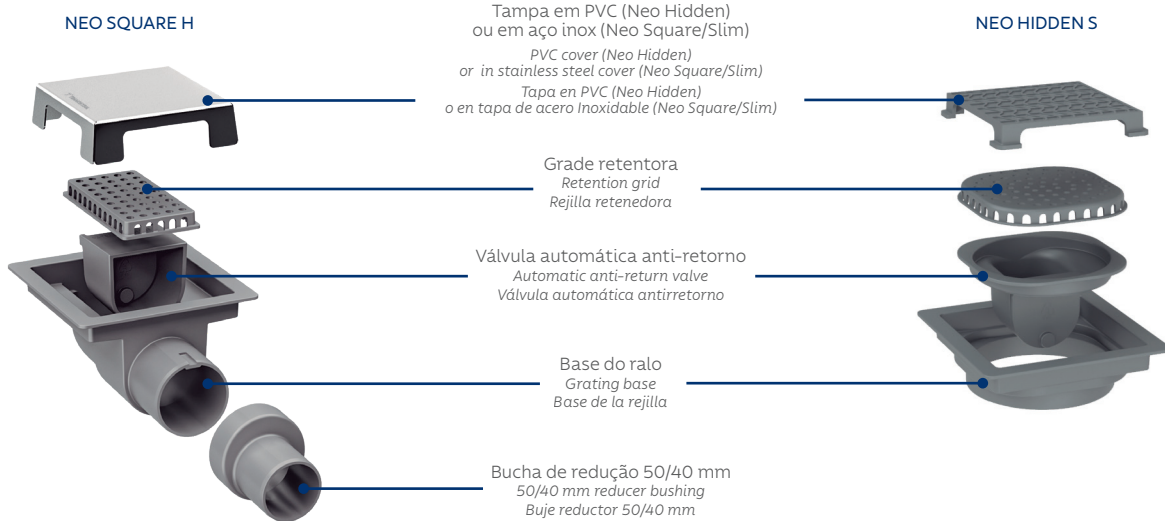 NEO SQUARE H
Tampa em PVC (Neo Hidden)
ou em aço inox (Neo Square/Slim)
PVC cover (Neo Hidden)
or in stainless steel cover (Neo Square/Slim)
Tapa en PVC (Neo Hidden)
o en tapa de acero Inoxidable (Neo Square/Slim)
NEO HIDDEN S
Grade retentora
Retention grid
Rejilla retenedora
Válvula automática anti-retorno
Automatic anti-return valve
Válvula automática antirretorno
Base do ralo
Grating base
Base de la rejilla
Bucha de redução 50/40 mm
50/40 mm reducer bushing
Buje reductor 50/40 mm